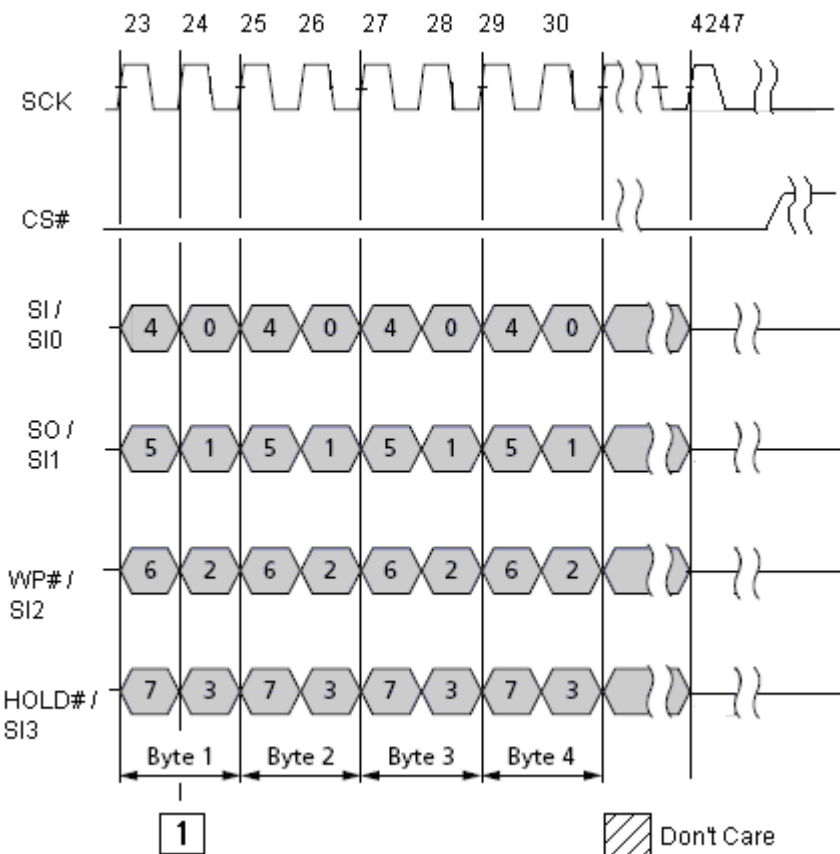 23 24 25 26 27 28 29 30 4247
SCK
CS#
SI /
SI0
4 0 4 0 4 0 4 0
SO /
SI1
5 1 5 1 5 1 5 1
WP# /
SI2
6 2 6 2 6 2 6 2
HOLD# /
SI3
7 3 7 3 7 3 7 3
Byte 1 Byte 2 Byte 3 Byte 4
1
Don't Care